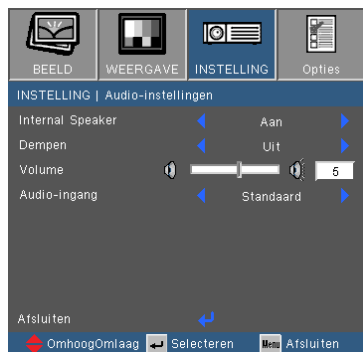 BEELD WEERGAVE INSTELLING Opties
INSTELLING | Audio-instellingen
Internal Speaker Aan
Dempen Uit
Volume 5
Audio-ingang Standaard
Afsluiten
OmhoogOmlaag Selecteren Menu Afsluiten